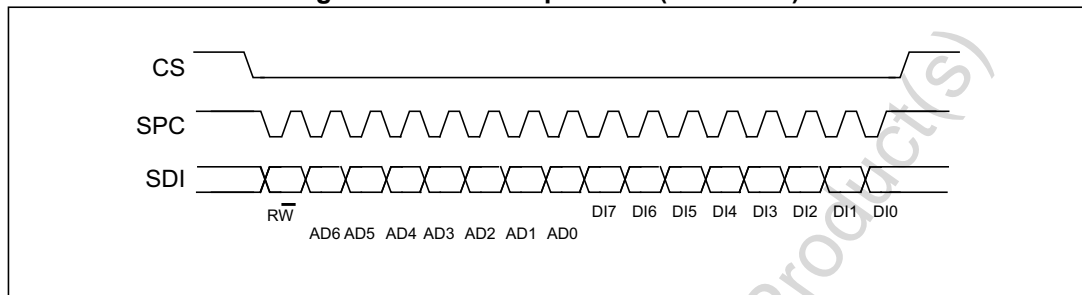 CS
SPC
SDI
RW
DI7 DI6 DI5 DI4 DI3 DI2 DI1 DI0
AD6 AD5 AD4 AD3 AD2 AD1 AD0
Product(s)